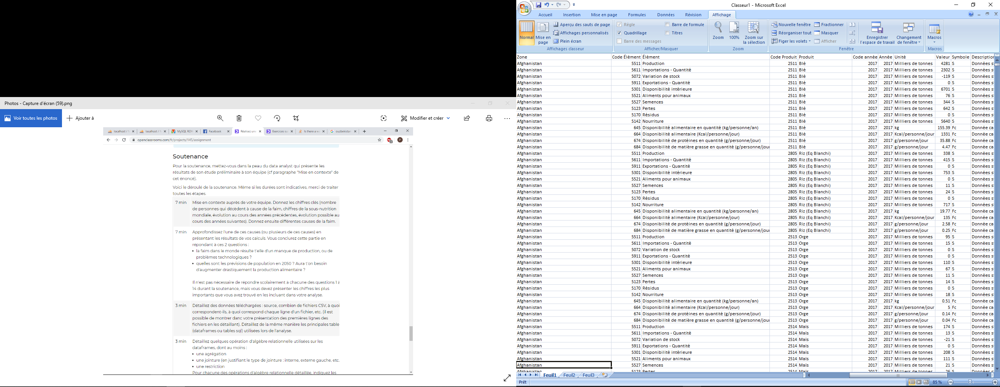 Photos - Capture d'écran (59).png
Voir toutes les photos
Ajouter à
Modifier et créer
localhost / localhost / MySQL ROW Facebook Réalisez une Exercices su Is there a wa ouzbekistan
openclassrooms.com/fr/projects/145/assignment
Soutenance
Pour la soutenance, mettez-vous dans la peau du data analyst qui présente les
résultats de son étude préliminaire à son équipe (cf paragraphe "Mise en contexte" de
cet énoncé).
Voici le déroulé de la soutenance. Même si les durées sont indicatives, merci de traiter
toutes les étapes.
7 min Mise en contexte auprès de votre équipe. Donnez les chiffres clés (nombre
de personnes qui décèdent à cause de la faim, chiffres de la sous-nutrition
mondiale, évolution au cours des années précédentes, évolution possible au
cours des années suivantes). Donnez ensuite différentes causes de la faim.
7 min Approfondissez l'une de ces causes (ou plusieurs de ces causes) en
présentant les résultats de vos calculs. Vous conclurez cette partie en
répondant à ces 2 questions :
• la faim dans le monde résulte t'elle d'un manque de production, ou de
problèmes technologiques ?
• quelles sont les prévisions de population en 2050 ? Aura t'on besoin
d'augmenter drastiquement la production alimentaire ?
Il n'est pas nécessaire de répondre scolairement à chacune des questions 1 à
14 durant la soutenance, mais vous devez présenter les chiffres les plus
importants que vous avez trouvé en les incluant dans votre analyse.
3 min Détaillez des données téléchargées : source, combien de fichiers CSV, à quoi
correspondent-ils, à quoi correspond chaque ligne d'un fichier, etc. (il est
possible de montrer danc votre présentation des premières lignes des
fichiers en les détaillant). Détaillez de la même manière les principales table
(dataframes ou tables sql) utilisées lors de l'analyse.
3 min Détaillez quelques opération d'algèbre relationnelle utilisées sur les
dataframes, dont au moins :
• une agrégation
• une jointure (en justifiant le type de jointure : interne, externe gauche, etc.
• une restriction
Pour chacune des opérations d'algèbre relationnelle détaillée, indiquez les
Classeur1 - Microsoft Excel
Accueil Insertion Mise en page Formules Données Révision Affichage
Normal Mise en page Aperçu des sauts de page Affichages personnalisés Plein écran
Affichages classeur
Règle Quadrillage Barre des messages Barre de formule Titres
Afficher/Masquer
Zoom 100% Zoom sur la sélection
Zoom
Nouvelle fenêtre Réorganiser tout Figer les volets Fractionner Masquer Afficher Enregistrer l'espace de travail Changement de fenêtre
Fenêtre
Macros
Macros
Zone Code Élément Élément Code Produit Produit Code année Année Unité Valeur Symbole Description
Afghanistan 5511 Production 2511 Blé 2017 2017 Milliers de tonnes 4281 S Données s
Afghanistan 5611 Importations - Quantité 2511 Blé 2017 2017 Milliers de tonnes 2302 S Données s
Afghanistan 5072 Variation de stock 2511 Blé 2017 2017 Milliers de tonnes -119 S Données s
Afghanistan 5911 Exportations - Quantité 2511 Blé 2017 2017 Milliers de tonnes 0 S Données s
Afghanistan 5301 Disponibilité intérieure 2511 Blé 2017 2017 Milliers de tonnes 6701 S Données s
Afghanistan 5521 Aliments pour animaux 2511 Blé 2017 2017 Milliers de tonnes 76 S Données s
Afghanistan 5527 Semences 2511 Blé 2017 2017 Milliers de tonnes 344 S Données s
Afghanistan 5123 Pertes 2511 Blé 2017 2017 Milliers de tonnes 642 S Données s
Afghanistan 5170 Résidus 2511 Blé 2017 2017 Milliers de tonnes 0 S Données s
Afghanistan 5142 Nourriture 2511 Blé 2017 2017 Milliers de tonnes 5640 S Données s
Afghanistan 645 Disponibilité alimentaire en quantité (kg/personne/an) 2511 Blé 2017 2017 kg 155.39 Fc Donnée ca
Afghanistan 664 Disponibilité alimentaire (Kcal/personne/jour) 2511 Blé 2017 2017 Kcal/personne/jour 1331 Fc Donnée ca
Afghanistan 674 Disponibilité de protéines en quantité (g/personne/jour) 2511 Blé 2017 2017 g/personne/jour 35.88 Fc Donnée ca
Afghanistan 684 Disponibilité de matière grasse en quantité (g/personne/jour 2511 Blé 2017 2017 g/personne/jour 4.47 Fc Donnée ca
Afghanistan 5511 Production 2805 Riz (Eq Blanchi) 2017 2017 Milliers de tonnes 338 S Données s
Afghanistan 5611 Importations - Quantité 2805 Riz (Eq Blanchi) 2017 2017 Milliers de tonnes 415 S Données s
Afghanistan 5911 Exportations - Quantité 2805 Riz (Eq Blanchi) 2017 2017 Milliers de tonnes 0 S Données s
Afghanistan 5301 Disponibilité intérieure 2805 Riz (Eq Blanchi) 2017 2017 Milliers de tonnes 753 S Données s
Afghanistan 5521 Aliments pour animaux 2805 Riz (Eq Blanchi) 2017 2017 Milliers de tonnes 0 S Données s
Afghanistan 5527 Semences 2805 Riz (Eq Blanchi) 2017 2017 Milliers de tonnes 11 S Données s
Afghanistan 5123 Pertes 2805 Riz (Eq Blanchi) 2017 2017 Milliers de tonnes 24 S Données s
Afghanistan 5170 Résidus 2805 Riz (Eq Blanchi) 2017 2017 Milliers de tonnes 0 S Données s
Afghanistan 5142 Nourriture 2805 Riz (Eq Blanchi) 2017 2017 Milliers de tonnes 717 S Données s
Afghanistan 645 Disponibilité alimentaire en quantité (kg/personne/an) 2805 Riz (Eq Blanchi) 2017 2017 kg 19.77 Fc Donnée ca
Afghanistan 664 Disponibilité alimentaire (Kcal/personne/jour) 2805 Riz (Eq Blanchi) 2017 2017 Kcal/personne/jour 135 Fc Donnée ca
Afghanistan 674 Disponibilité de protéines en quantité (g/personne/jour) 2805 Riz (Eq Blanchi) 2017 2017 g/personne/jour 2.58 Fc Donnée ca
Afghanistan 684 Disponibilité de matière grasse en quantité (g/personne/jour 2805 Riz (Eq Blanchi) 2017 2017 g/personne/jour 0.25 Fc Donnée ca
Afghanistan 5511 Production 2513 Orge 2017 2017 Milliers de tonnes 95 S Données s
Afghanistan 5611 Importations - Quantité 2513 Orge 2017 2017 Milliers de tonnes 15 S Données s
Afghanistan 5072 Variation de stock 2513 Orge 2017 2017 Milliers de tonnes 0 S Données s
Afghanistan 5911 Exportations - Quantité 2513 Orge 2017 2017 Milliers de tonnes 0 S Données s
Afghanistan 5301 Disponibilité intérieure 2513 Orge 2017 2017 Milliers de tonnes 110 S Données s
Afghanistan 5521 Aliments pour animaux 2513 Orge 2017 2017 Milliers de tonnes 67 S Données s
Afghanistan 5527 Semences 2513 Orge 2017 2017 Milliers de tonnes 11 S Données s
Afghanistan 5123 Pertes 2513 Orge 2017 2017 Milliers de tonnes 14 S Données s
Afghanistan 5170 Résidus 2513 Orge 2017 2017 Milliers de tonnes 0 S Données s
Afghanistan 5142 Nourriture 2513 Orge 2017 2017 Milliers de tonnes 18 S Données s
Afghanistan 645 Disponibilité alimentaire en quantité (kg/personne/an) 2513 Orge 2017 2017 kg 0.51 Fc Donnée ca
Afghanistan 664 Disponibilité alimentaire (Kcal/personne/jour) 2513 Orge 2017 2017 Kcal/personne/jour 5 Fc Donnée ca
Afghanistan 674 Disponibilité de protéines en quantité (g/personne/jour) 2513 Orge 2017 2017 g/personne/jour 0.14 Fc Donnée ca
Afghanistan 684 Disponibilité de matière grasse en quantité (g/personne/jour 2513 Orge 2017 2017 g/personne/jour 0.04 Fc Donnée ca
Afghanistan 5511 Production 2514 Maïs 2017 2017 Milliers de tonnes 174 S Données s
Afghanistan 5611 Importations - Quantité 2514 Maïs 2017 2017 Milliers de tonnes 13 S Données s
Afghanistan 5072 Variation de stock 2514 Maïs 2017 2017 Milliers de tonnes -21 S Données s
Afghanistan 5911 Exportations - Quantité 2514 Maïs 2017 2017 Milliers de tonnes 0 S Données s
Afghanistan 5301 Disponibilité intérieure 2514 Maïs 2017 2017 Milliers de tonnes 208 S Données s
Afghanistan 5521 Aliments pour animaux 2514 Maïs 2017 2017 Milliers de tonnes 111 S Données s
Afghanistan 5527 Semences 2514 Maïs 2017 2017 Milliers de tonnes 21 S Données s
Afghanistan 5123 Pertes 2514 Maïs 2017 2017 Milliers de tonnes 26 S Données s
Feuil1 Feuil2 Feuil3
Prêt 85 %